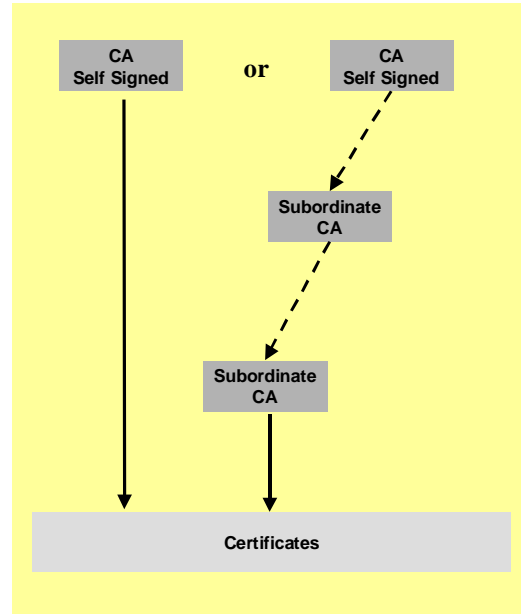 CA
Self Signed
or
CA
Self Signed
Subordinate
CA
Subordinate
CA
Certificates